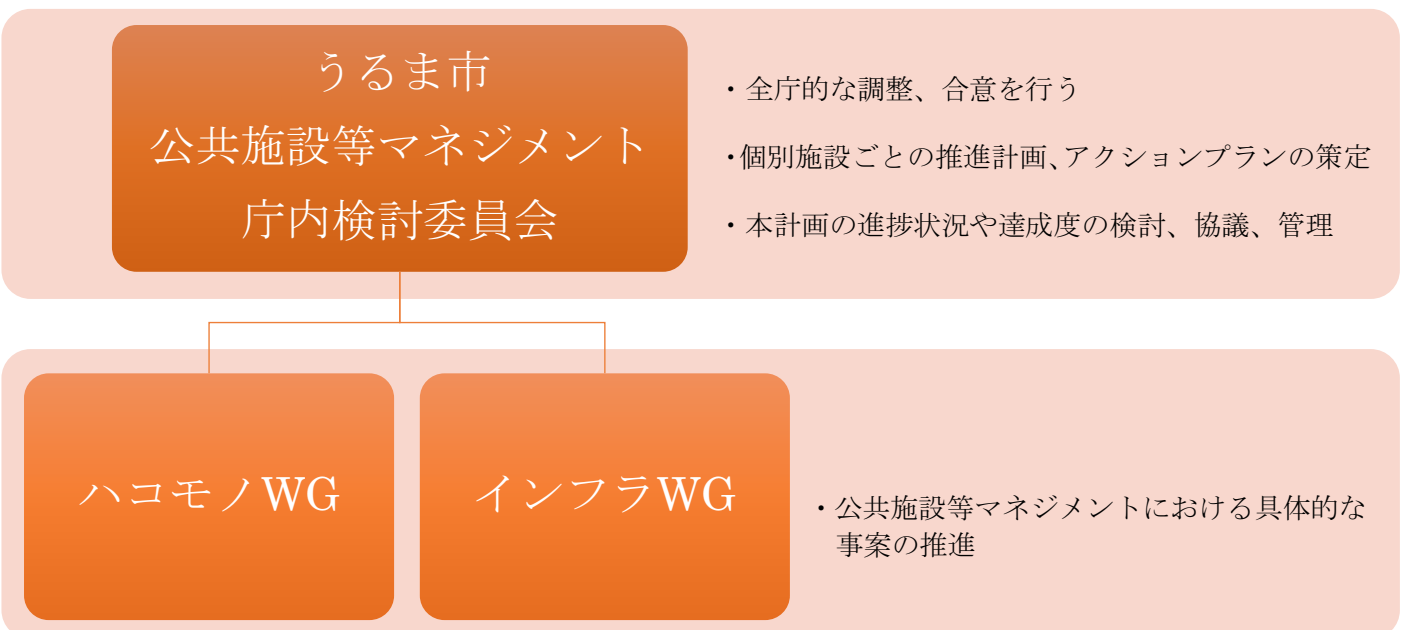 うるま市
公共施設等マネジメント
庁内検討委員会
・全庁的な調整、合意を行う
・個別施設ごとの推進計画、アクションプランの策定
・本計画の進捗状況や達成度の検討、協議、管理
ハコモノWG
インフラWG
・公共施設等マネジメントにおける具体的な
事案の推進